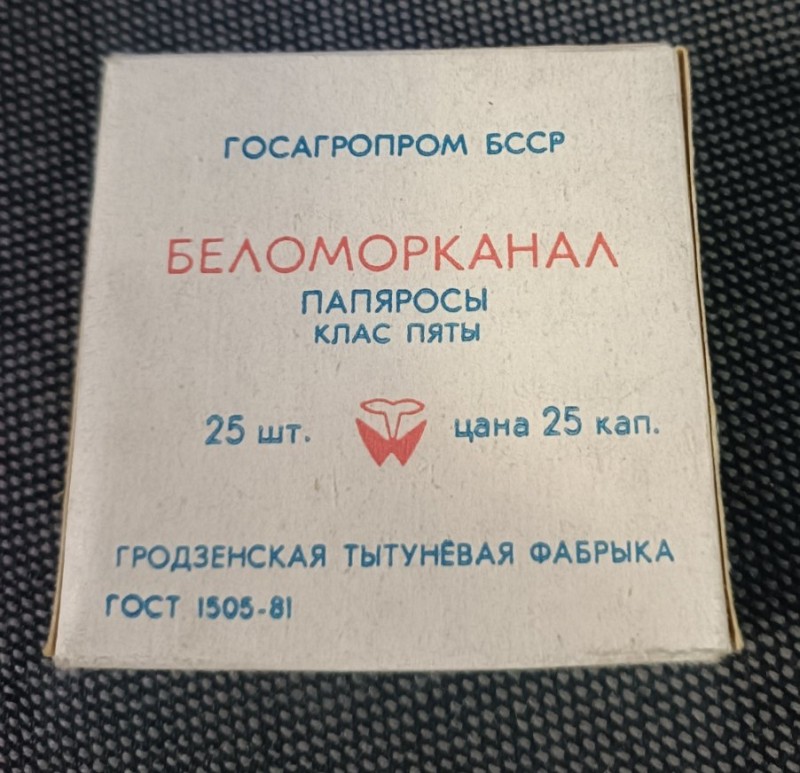 ГОСАГРОПРОМ БССР
БЕЛОМОРКАНАЛ
ПАПЯРОСЫ
КЛАС ПЯТЫ
25 шт. цана 25 кап.
ГРОДЗЕНСКАЯ ТЫТУНЁВАЯ ФАБРЫКА
ГОСТ 1505-81